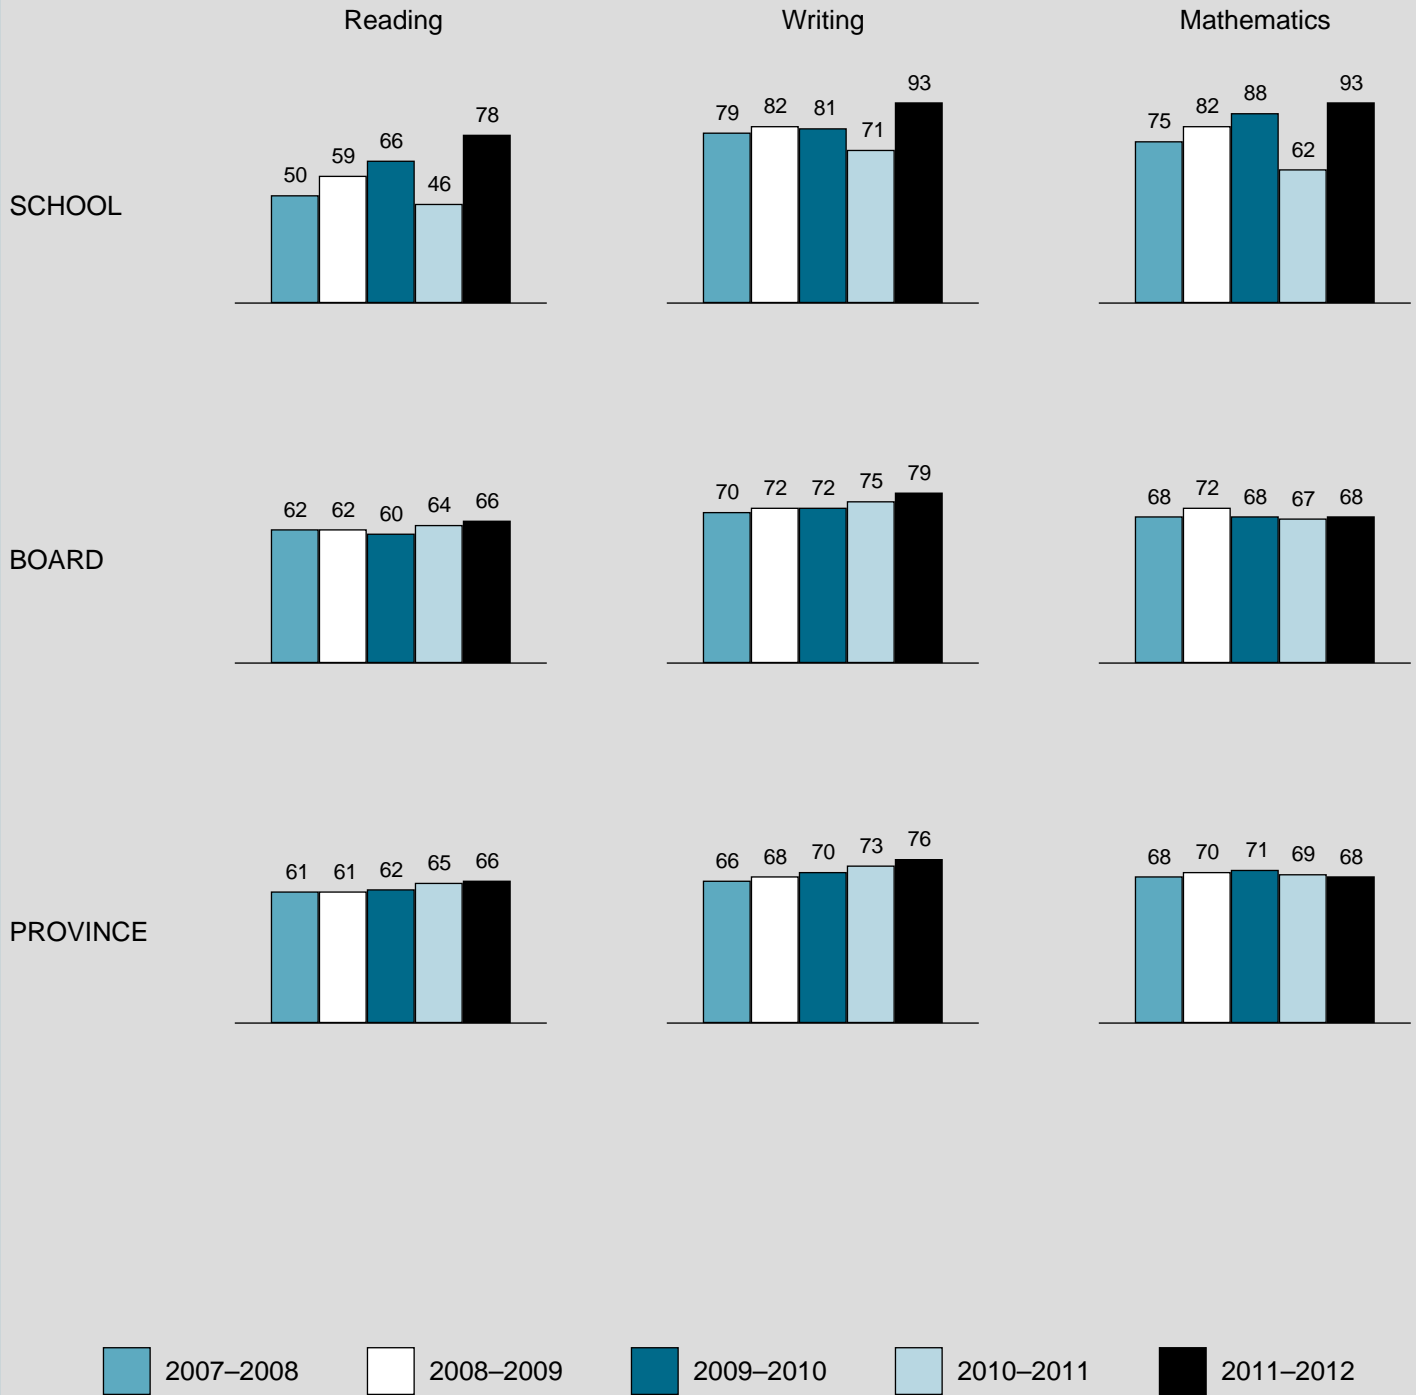 Reading Writing Mathematics
SCHOOL
50 59 66 46 78
79 82 81 71 93
75 82 88 62 93
BOARD
62 62 60 64 66
70 72 72 75 79
68 72 68 67 68
PROVINCE
61 61 62 65 66
66 68 70 73 76
68 70 71 69 68
2007–2008 2008–2009 2009–2010 2010–2011 2011–2012